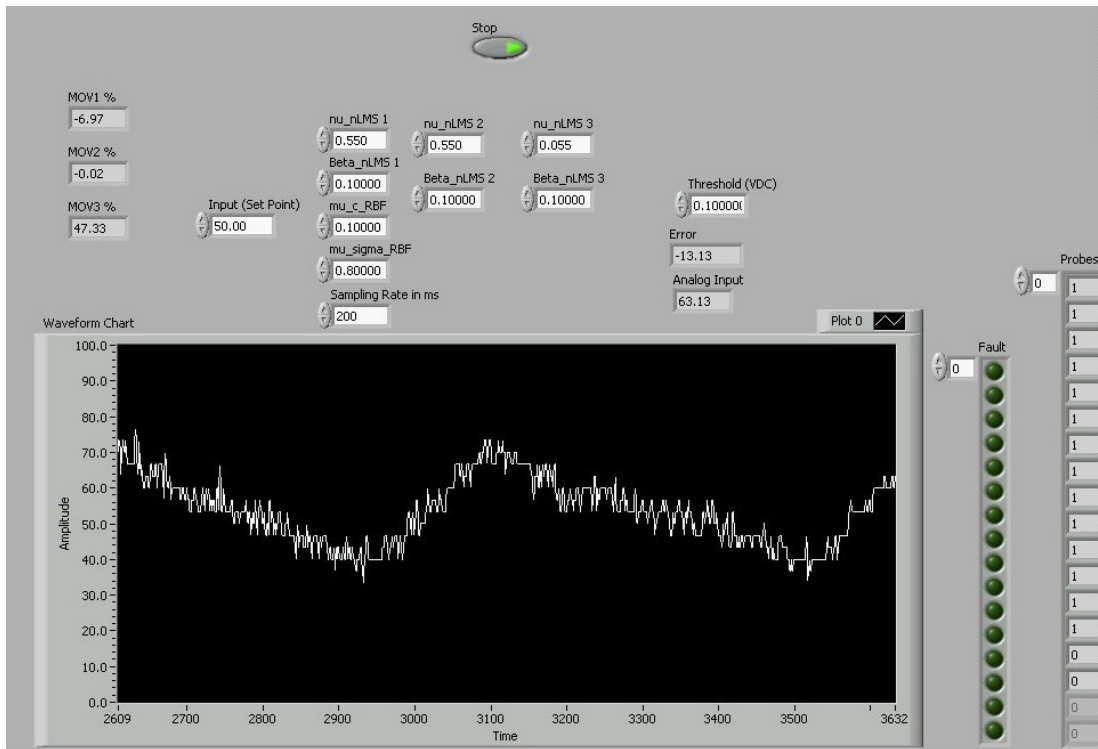 Stop
MOV1 %
-6.97
MOV2 %
-0.02
MOV3 %
47.33
Input (Set Point)
50.00
nu_nLMS 1
0.550
Beta_nLMS 1
0.10000
mu_c_RBF
0.10000
mu_sigma_RBF
0.80000
Sampling Rate in ms
200
nu_nLMS 2
0.550
Beta_nLMS 2
0.10000
nu_nLMS 3
0.055
Beta_nLMS 3
0.10000
Threshold (VDC)
0.10000
Error
-13.13
Analog Input
63.13
Waveform Chart
Plot 0
Amplitude
100.0
90.0
80.0
70.0
60.0
50.0
40.0
30.0
20.0
10.0
0.0
2609 2700 2800 2900 3000 3100 3200 3300 3400 3500 3632
Time
Fault
0
Probes
0
1
1
1
1
1
1
1
1
1
1
1
1
1
1
0
0
0
0